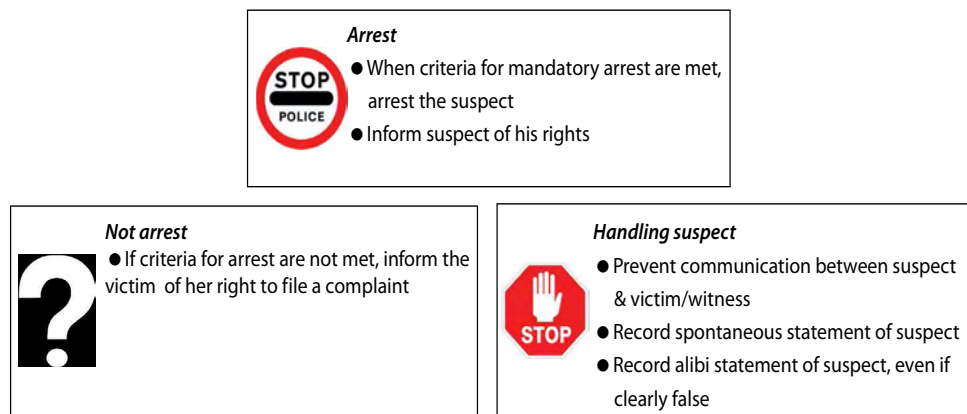 Arrest
STOP
POLICE
● When criteria for mandatory arrest are met,
arrest the suspect
● Inform suspect of his rights
Not arrest
?
● If criteria for arrest are not met, inform the
victim of her right to file a complaint
Handling suspect
STOP
● Prevent communication between suspect
& victim/witness
● Record spontaneous statement of suspect
● Record alibi statement of suspect, even if
clearly false